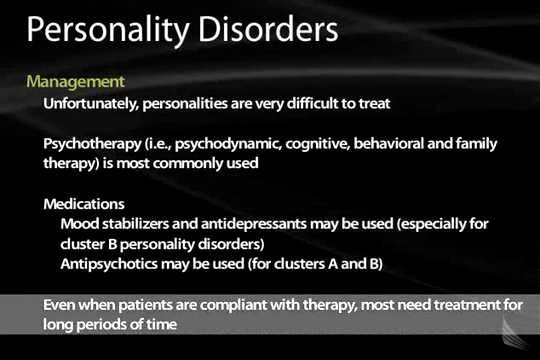 Personality Disorders
Management
Unfortunately, personalities are very difficult to treat
Psychotherapy (i.e., psychodynamic, cognitive, behavioral and family
therapy) is most commonly used
Medications
Mood stabilizers and antidepressants may be used (especially for
cluster B personality disorders)
Antipsychotics may be used (for clusters A and B)
Even when patients are compliant with therapy, most need treatment for
long periods of time